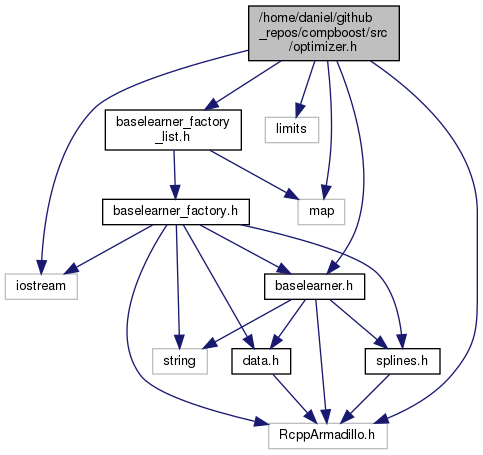 /home/daniel/github
_repos/compboost/src
/optimizer.h
baselearner_factory
_list.h
limits
map
baselearner_factory.h
iostream
baselearner.h
string
data.h
splines.h
RcppArmadillo.h